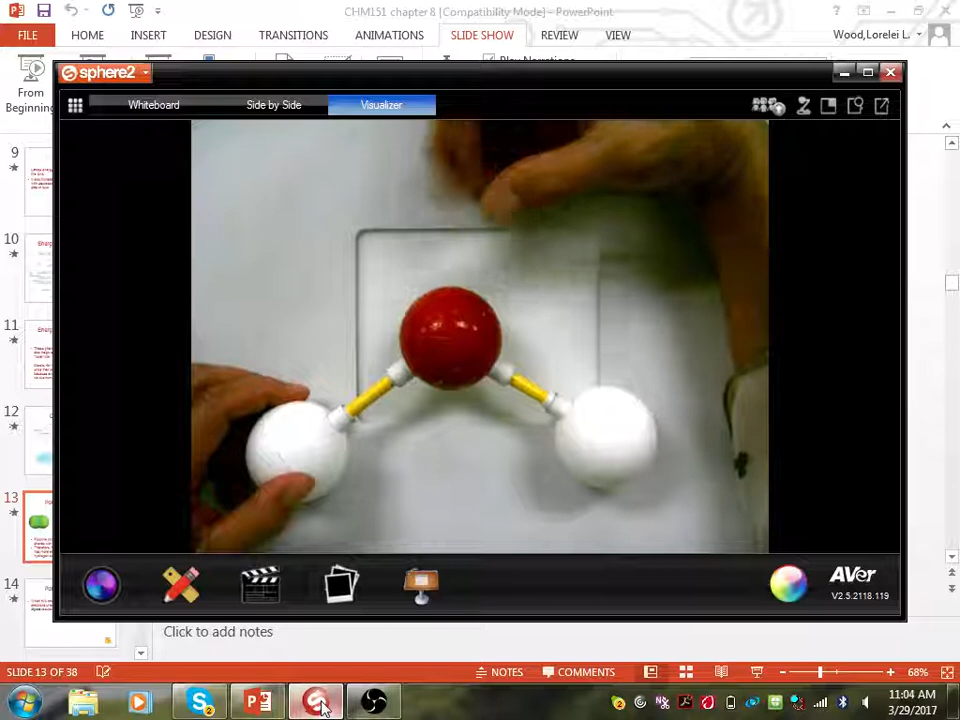 CHM151 chapter 8 [Compatibility Mode] - PowerPoint
FILE HOME INSERT DESIGN TRANSITIONS ANIMATIONS SLIDE SHOW REVIEW VIEW Wood,Lorelei L.
From
Beginning
sphere2
Whiteboard Side by Side Visualizer
9
10
11
12
13
14
AVer
V2.5.2118.119
Click to add notes
SLIDE 13 OF 38 NOTES COMMENTS 68%
11:04 AM
3/29/2017